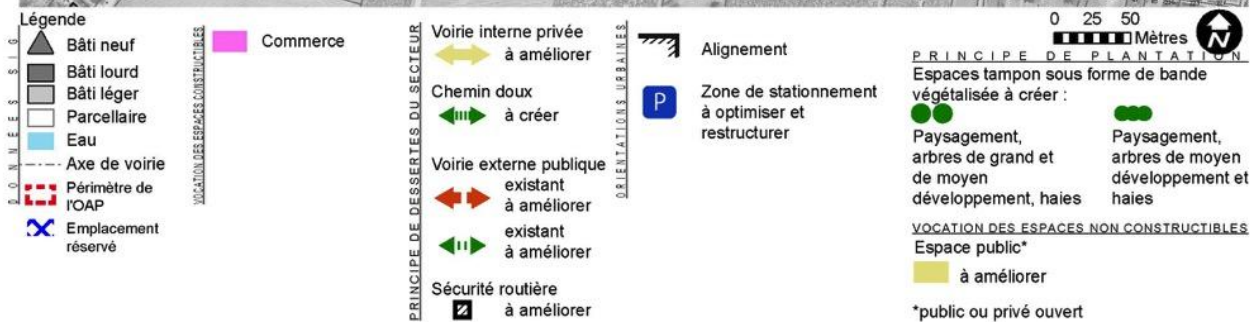 Légende
DONNEES SIG
Bâti neuf
Bâti lourd
Bâti léger
Parcellaire
Eau
Axe de voirie
Périmètre de
l'OAP
Emplacement
réservé
VOCATION DES ESPACES CONSTRUCTIBLES
Commerce
PRINCIPE DE DESSERTES DU SECTEUR
Voirie interne privée
à améliorer
Chemin doux
à créer
Voirie externe publique
existant
à améliorer
existant
à améliorer
Sécurité routière
à améliorer
ORIENTATIONS URBAINES
Alignement
P
Zone de stationnement
à optimiser et
restructurer
0 25 50
Mètres
N
PRINCIPE DE PLANTATION
Espaces tampon sous forme de bande
végétalisée à créer :
Paysagement,
arbres de grand et
de moyen
développement, haies
Paysagement,
arbres de moyen
développement et
haies
VOCATION DES ESPACES NON CONSTRUCTIBLES
Espace public*
à améliorer
*public ou privé ouvert